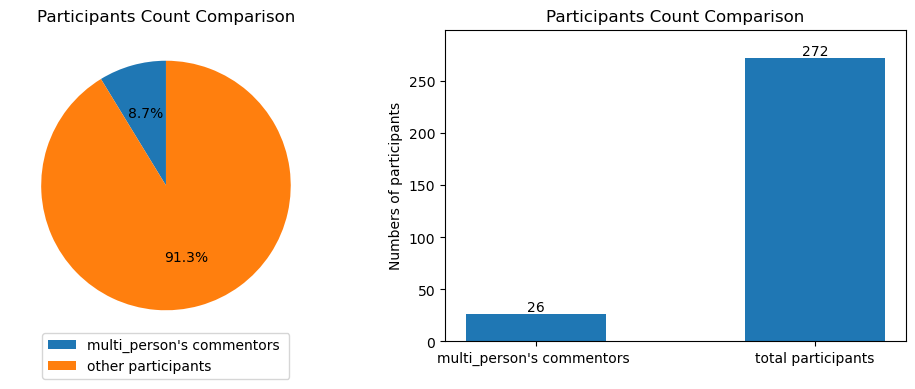 Participants Count Comparison
8.7%
91.3%
multi_person's commentors
other participants
Participants Count Comparison
Numbers of participants
250
200
150
100
50
0
26
272
multi_person's commentors
total participants